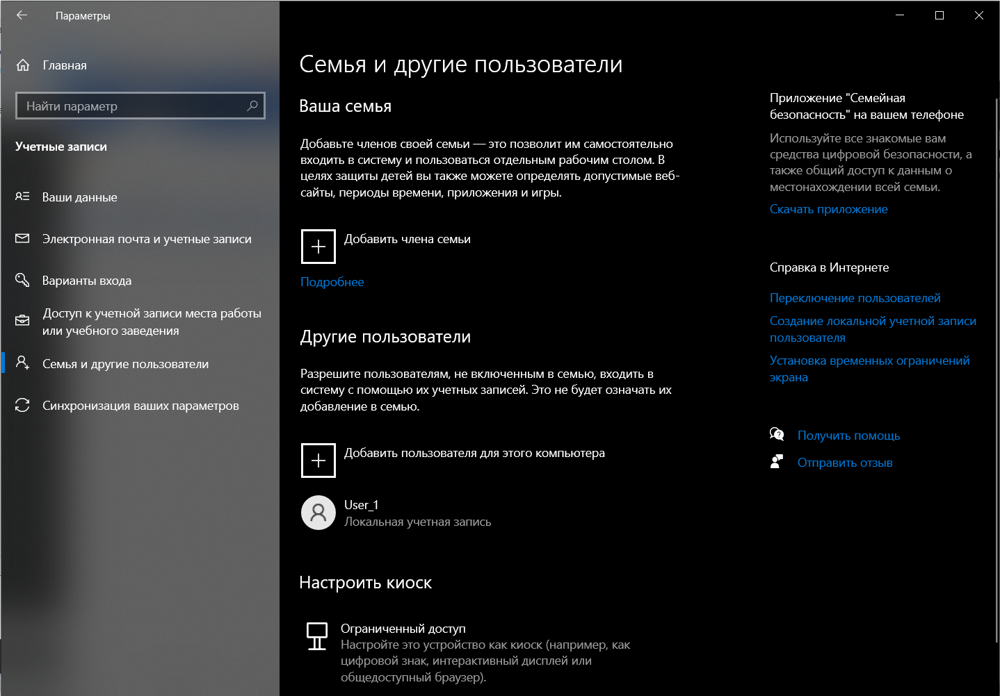 Параметры
Главная
Найти параметр
Учетные записи
Ваши данные
Электронная почта и учетные записи
Варианты входа
Доступ к учетной записи места работы
или учебного заведения
Семья и другие пользователи
Синхронизация ваших параметров
Семья и другие пользователи
Ваша семья
Добавьте членов своей семьи — это позволит им самостоятельно
входить в систему и пользоваться отдельным рабочим столом. В
целях защиты детей вы также можете определять допустимые веб-
сайты, периоды времени, приложения и игры.
Добавить члена семьи
Подробнее
Другие пользователи
Разрешите пользователям, не включенным в семью, входить в
систему с помощью их учетных записей. Это не будет означать их
добавление в семью.
Добавить пользователя для этого компьютера
User_1
Локальная учетная запись
Настроить киоск
Ограниченный доступ
Настройте это устройство как киоск (например, как
цифровой знак, интерактивный дисплей или
общедоступный браузер).
Приложение "Семейная
безопасность" на вашем телефоне
Используйте все знакомые вам
средства цифровой безопасности, а
также общий доступ к данным о
местонахождении всей семьи.
Скачать приложение
Справка в Интернете
Переключение пользователей
Создание локальной учетной записи
пользователя
Установка временных ограничений
экрана
Получить помощь
Отправить отзыв